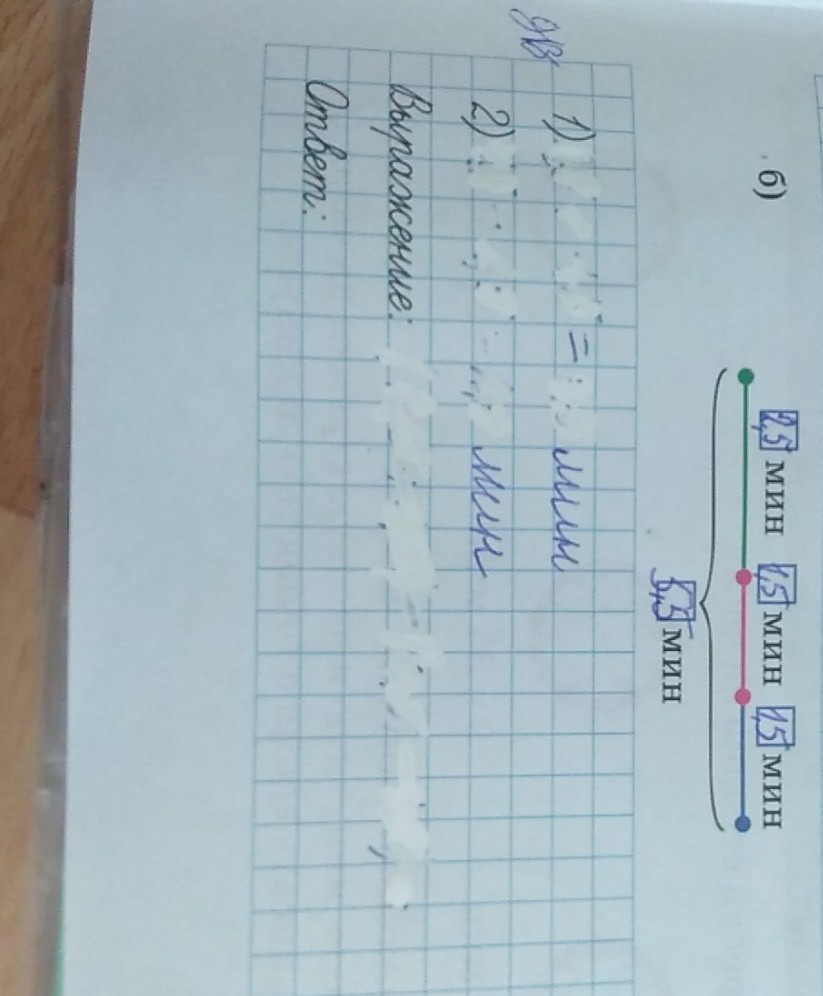 б)
2,5 мин 1,5 мин 1,5 мин
5,5 мин
1) = мин
2) мин
Выражение:
Ответ: